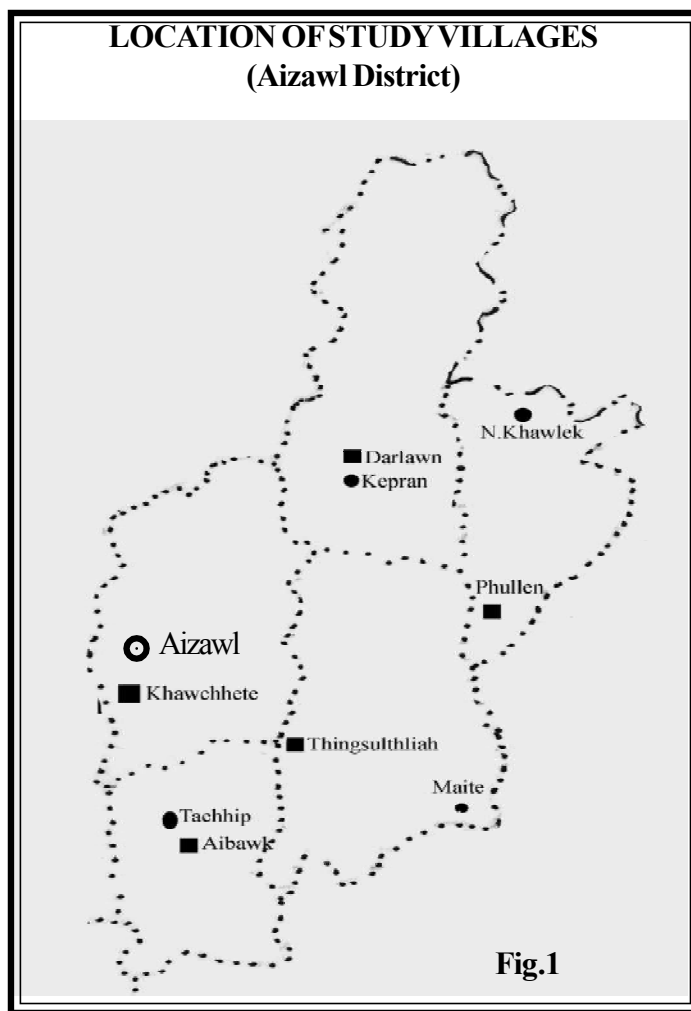 LOCATION OF STUDY VILLAGES
(Aizawl District)
N.Khawlek
Darlawn
Kepran
Phullen
Aizawl
Khawchhete
Thingsulthliah
Maite
Tachhip
Aibawk
Fig.1